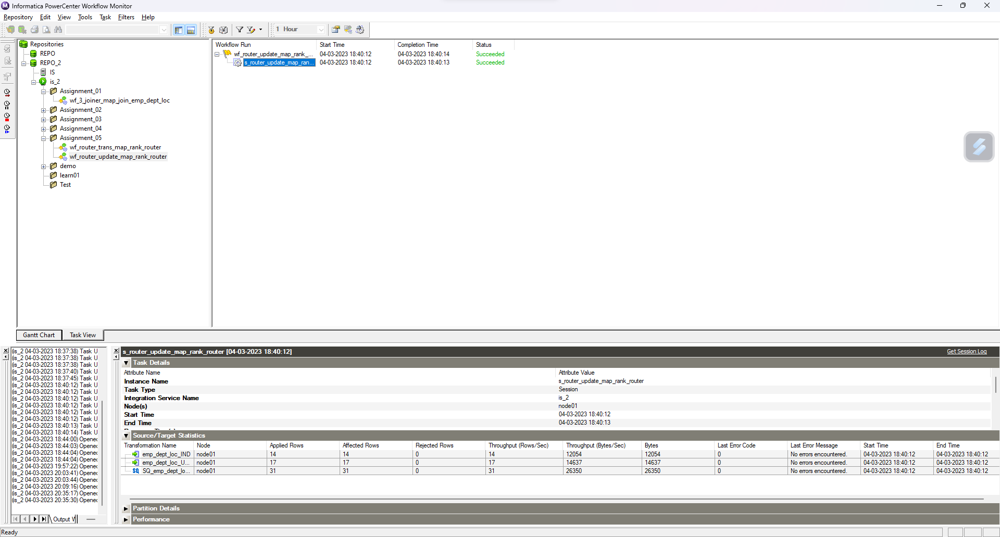 Informatica PowerCenter Workflow Monitor
Repository Edit View Tools Task Filters Help
1 Hour
Repositories
REPO
REPO_2
IS
is_2
Assignment_01
wf_3_joiner_map_join_emp_dept_loc
Assignment_02
Assignment_03
Assignment_04
Assignment_05
wf_router_trans_map_rank_router
wf_router_update_map_rank_router
demo
learn01
Test
Workflow Run Start Time Completion Time Status
wf_router_update_map_rank_... 04-03-2023 18:40:12 04-03-2023 18:40:14 Succeeded
s_router_update_map_ran... 04-03-2023 18:40:12 04-03-2023 18:40:13 Succeeded
Gantt Chart Task View
(is_2 04-03-2023 18:37:38) Task U
(is_2 04-03-2023 18:37:38) Task U
(is_2 04-03-2023 18:37:38) Task U
(is_2 04-03-2023 18:37:40) Task U
(is_2 04-03-2023 18:37:45) Task U
(is_2 04-03-2023 18:40:12) Task U
(is_2 04-03-2023 18:40:12) Task U
(is_2 04-03-2023 18:40:12) Task U
(is_2 04-03-2023 18:40:12) Task U
(is_2 04-03-2023 18:40:12) Task U
(is_2 04-03-2023 18:40:12) Task U
(is_2 04-03-2023 18:40:13) Task U
(is_2 04-03-2023 18:40:14) Task U
(is_2 04-03-2023 18:44:00) Opened
(is_2 04-03-2023 18:44:03) Opened
(is_2 04-03-2023 18:44:04) Opened
(is_2 04-03-2023 18:44:04) Opened
(is_2 04-03-2023 19:57:22) Opened
(is_2 04-03-2023 20:03:41) Opened
(is_2 04-03-2023 20:03:44) Opened
(is_2 04-03-2023 20:09:16) Opened
(is_2 04-03-2023 20:35:17) Opened
(is_2 04-03-2023 20:35:30) Opened
Output W
s_router_update_map_rank_router [04-03-2023 18:40:12] Get Session Log
Task Details
Attribute Name Attribute Value
Instance Name s_router_update_map_rank_router
Task Type Session
Integration Service Name is_2
Node(s) node01
Start Time 04-03-2023 18:40:12
End Time 04-03-2023 18:40:13
Source/Target Statistics
Transformation Name Node Applied Rows Affected Rows Rejected Rows Throughput (Rows/Sec) Throughput (Bytes/Sec) Bytes Last Error Code Last Error Message Start Time End Time
emp_dept_loc_IND node01 14 14 0 14 12054 12054 0 No errors encountered. 04-03-2023 18:40:12 04-03-2023 18:40:12
emp_dept_loc_U... node01 17 17 0 17 14637 14637 0 No errors encountered. 04-03-2023 18:40:12 04-03-2023 18:40:12
SQ SQ_emp_dept_lo... node01 31 31 0 31 26350 26350 0 No errors encountered. 04-03-2023 18:40:12 04-03-2023 18:40:12
Partition Details
Performance
Ready